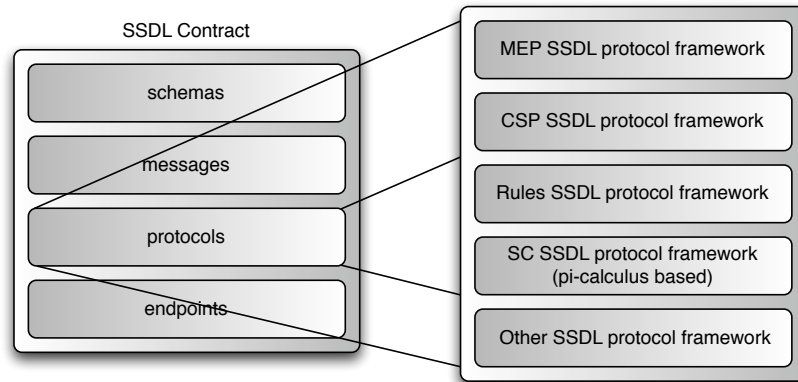 SSDL Contract
schemas
messages
protocols
endpoints
MEP SSDL protocol framework
CSP SSDL protocol framework
Rules SSDL protocol framework
SC SSDL protocol framework
(pi-calculus based)
Other SSDL protocol framework